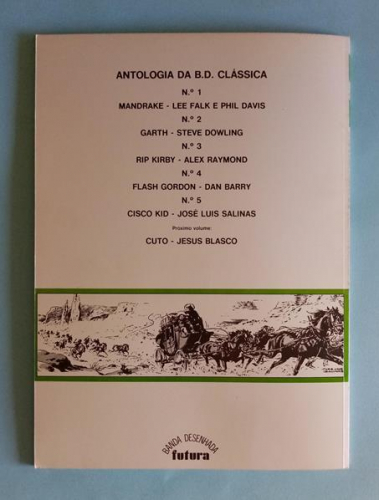 ANTOLOGIA DA B.D. CLÁSSICA
N.º 1
MANDRAKE - LEE FALK E PHIL DAVIS
N.º 2
GARTH - STEVE DOWLING
N.º 3
RIP KIRBY - ALEX RAYMOND
N.º 4
FLASH GORDON - DAN BARRY
N.º 5
CISCO KID - JOSÉ LUIS SALINAS
Próximo volume:
CUTO - JESUS BLASCO
BANDA DESENHADA
futura